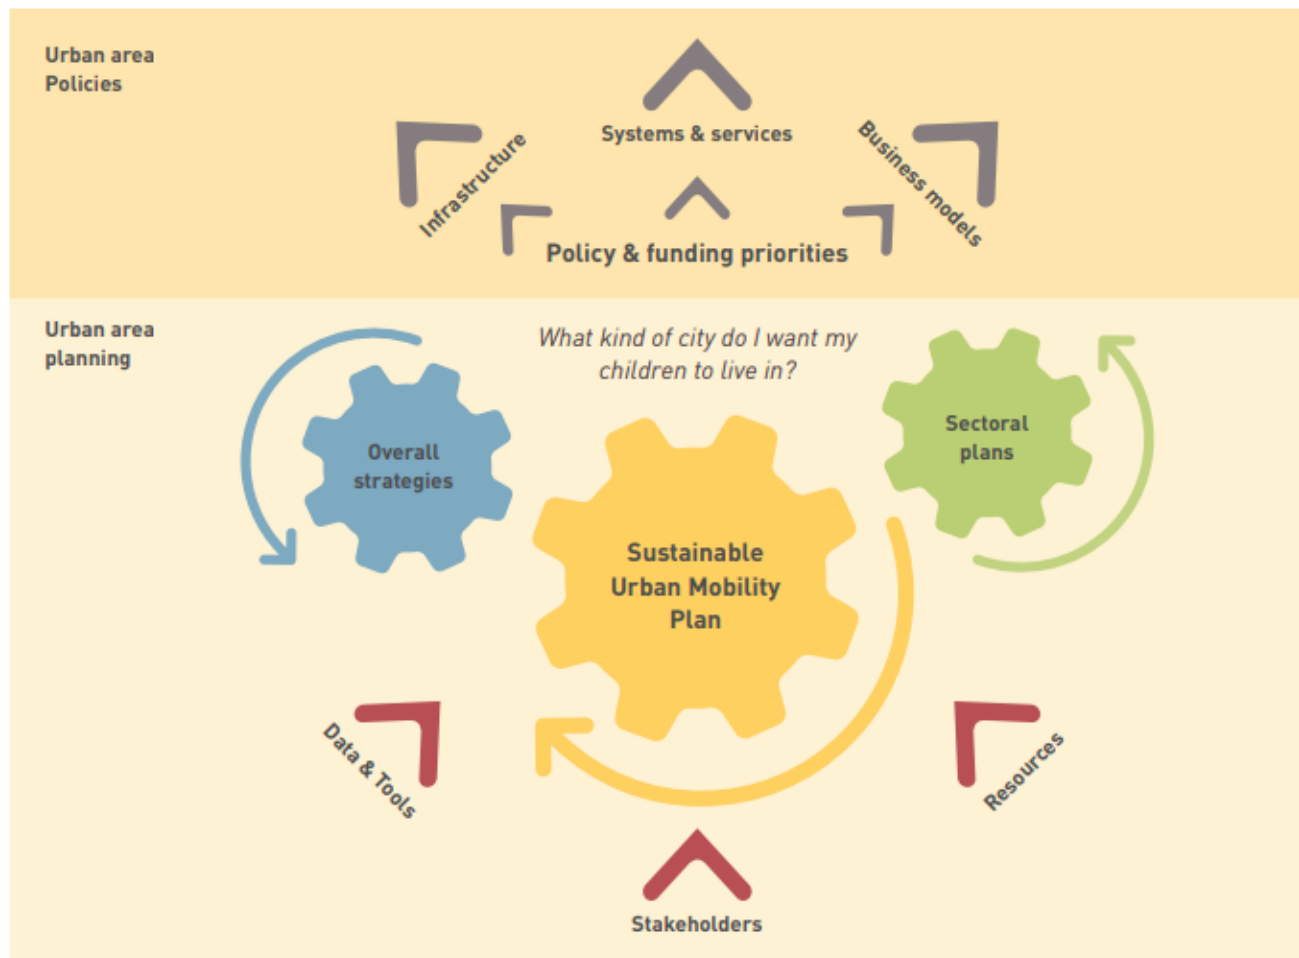 Urban area
Policies
Systems & services
Infrastructure
Business models
Policy & funding priorities
Urban area
planning
What kind of city do I want my
children to live in?
Overall
strategies
Sectoral
plans
Sustainable
Urban Mobility
Plan
Data & Tools
Resources
Stakeholders